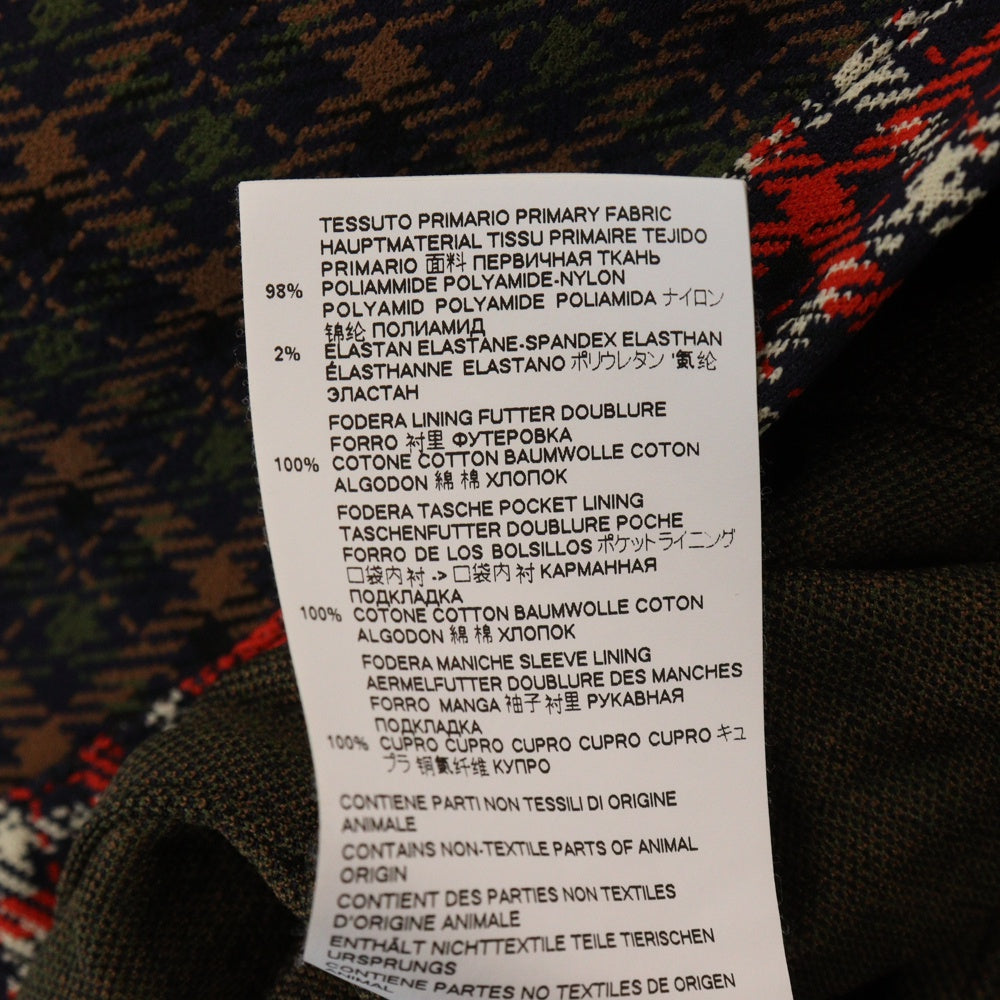 TESSUTO PRIMARIO PRIMARY FABRIC
HAUPTMATERIAL TISSU PRIMAIRE TEJIDO
PRIMARIO 面料 ПЕРВИЧНАЯ ТКАНЬ
98% POLIAMMIDE POLYAMIDE-NYLON
POLYAMID POLYAMIDE POLIAMIDA ナイロン
锦纶 ПОЛИАМИД
2% ELASTAN ELASTANE-SPANDEX ELASTHAN
ÉLASTHANNE ELASTANO ポリウレタン 氨纶
ЭЛАСТАН
FODERA LINING FUTTER DOUBLURE
FORRO 衬里 ФУТЕРОВКА
100% COTONE COTTON BAUMWOLLE COTON
ALGODON 綿 棉 ХЛОПОК
FODERA TASCHE POCKET LINING
TASCHENFUTTER DOUBLURE POCHE
FORRO DE LOS BOLSILLOS ポケットライニング
口袋内衬 -> 口袋内衬 КАРМАННАЯ
ПОДКЛАДКА
100% COTONE COTTON BAUMWOLLE COTON
ALGODON 綿 棉 ХЛОПОК
FODERA MANICHE SLEEVE LINING
AERMELFUTTER DOUBLURE DES MANCHES
FORRO MANGA 袖子衬里 РУКАВНАЯ
ПОДКЛАДКА
100% CUPRO CUPRO CUPRO CUPRO CUPRO キュ
プラ 铜氨纤维 КУПРО
CONTIENE PARTI NON TESSILI DI ORIGINE
ANIMALE
CONTAINS NON-TEXTILE PARTS OF ANIMAL
ORIGIN
CONTIENT DES PARTIES NON TEXTILES
D'ORIGINE ANIMALE
ENTHÄLT NICHTTEXTILE TEILE TIERISCHEN
URSPRUNGS
CONTIENE PARTES NO TEXTILES DE ORIGEN
ANIMAL